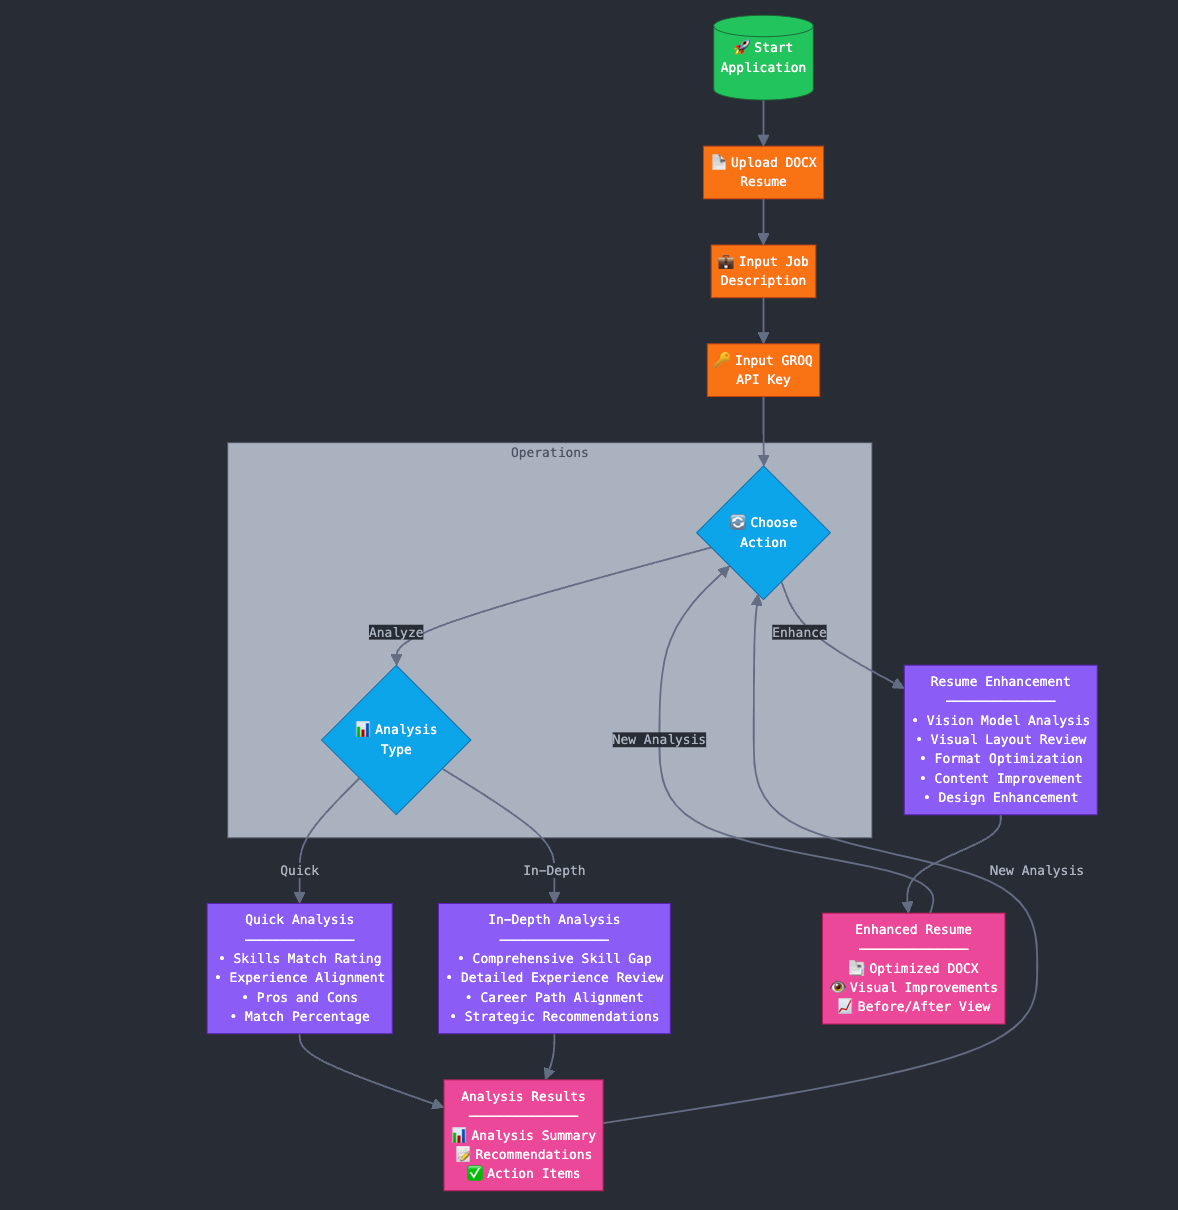 🚀 Start
Application
📄 Upload DOCX
Resume
💼 Input Job
Description
🔑 Input GROQ
API Key
Operations
🔄 Choose
Action
Analyze
Enhance
📊 Analysis
Type
New Analysis
Resume Enhancement
• Vision Model Analysis
• Visual Layout Review
• Format Optimization
• Content Improvement
• Design Enhancement
Quick
In-Depth
New Analysis
Quick Analysis
• Skills Match Rating
• Experience Alignment
• Pros and Cons
• Match Percentage
In-Depth Analysis
• Comprehensive Skill Gap
• Detailed Experience Review
• Career Path Alignment
• Strategic Recommendations
Enhanced Resume
📑 Optimized DOCX
👁️ Visual Improvements
📈 Before/After View
Analysis Results
📊 Analysis Summary
📝 Recommendations
✅ Action Items